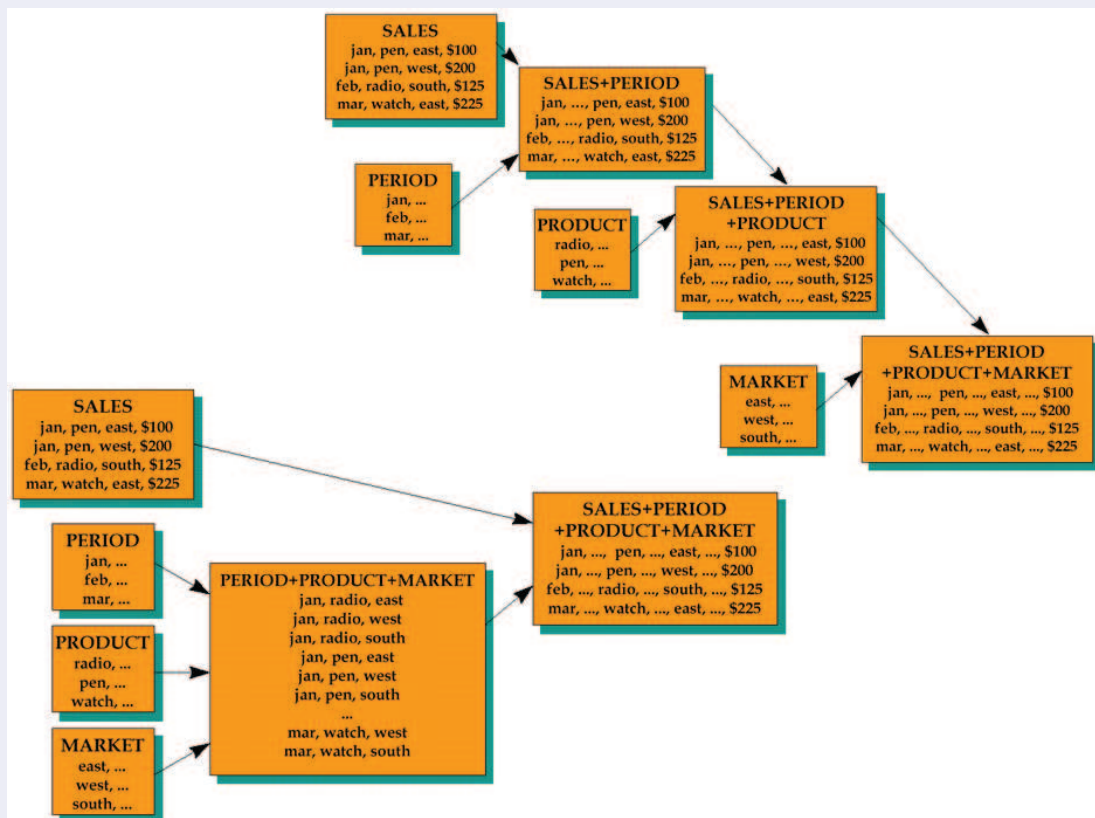 SALES
jan, pen, east, $100
jan, pen, west, $200
feb, radio, south, $125
mar, watch, east, $225
SALES+PERIOD
jan, ..., pen, east, $100
jan, ..., pen, west, $200
feb, ..., radio, south, $125
mar, ..., watch, east, $225
PERIOD
jan, ...
feb, ...
mar, ...
SALES+PERIOD
+PRODUCT
jan, ..., pen, ..., east, $100
jan, ..., pen, ..., west, $200
feb, ..., radio, ..., south, $125
mar, ..., watch, ..., east, $225
PRODUCT
radio, ...
pen, ...
watch, ...
SALES+PERIOD
+PRODUCT+MARKET
jan, ..., pen, ..., east, ..., $100
jan, ..., pen, ..., west, ..., $200
feb, ..., radio, ..., south, ..., $125
mar, ..., watch, ..., east, ..., $225
MARKET
east, ...
west, ...
south, ...
SALES
jan, pen, east, $100
jan, pen, west, $200
feb, radio, south, $125
mar, watch, east, $225
SALES+PERIOD
+PRODUCT+MARKET
jan, ..., pen, ..., east, ..., $100
jan, ..., pen, ..., west, ..., $200
feb, ..., radio, ..., south, ..., $125
mar, ..., watch, ..., east, ..., $225
PERIOD
jan, ...
feb, ...
mar, ...
PERIOD+PRODUCT+MARKET
jan, radio, east
jan, radio, west
jan, radio, south
jan, pen, east
jan, pen, west
jan, pen, south
...
mar, watch, west
mar, watch, south
PRODUCT
radio, ...
pen, ...
watch, ...
MARKET
east, ...
west, ...
south, ...